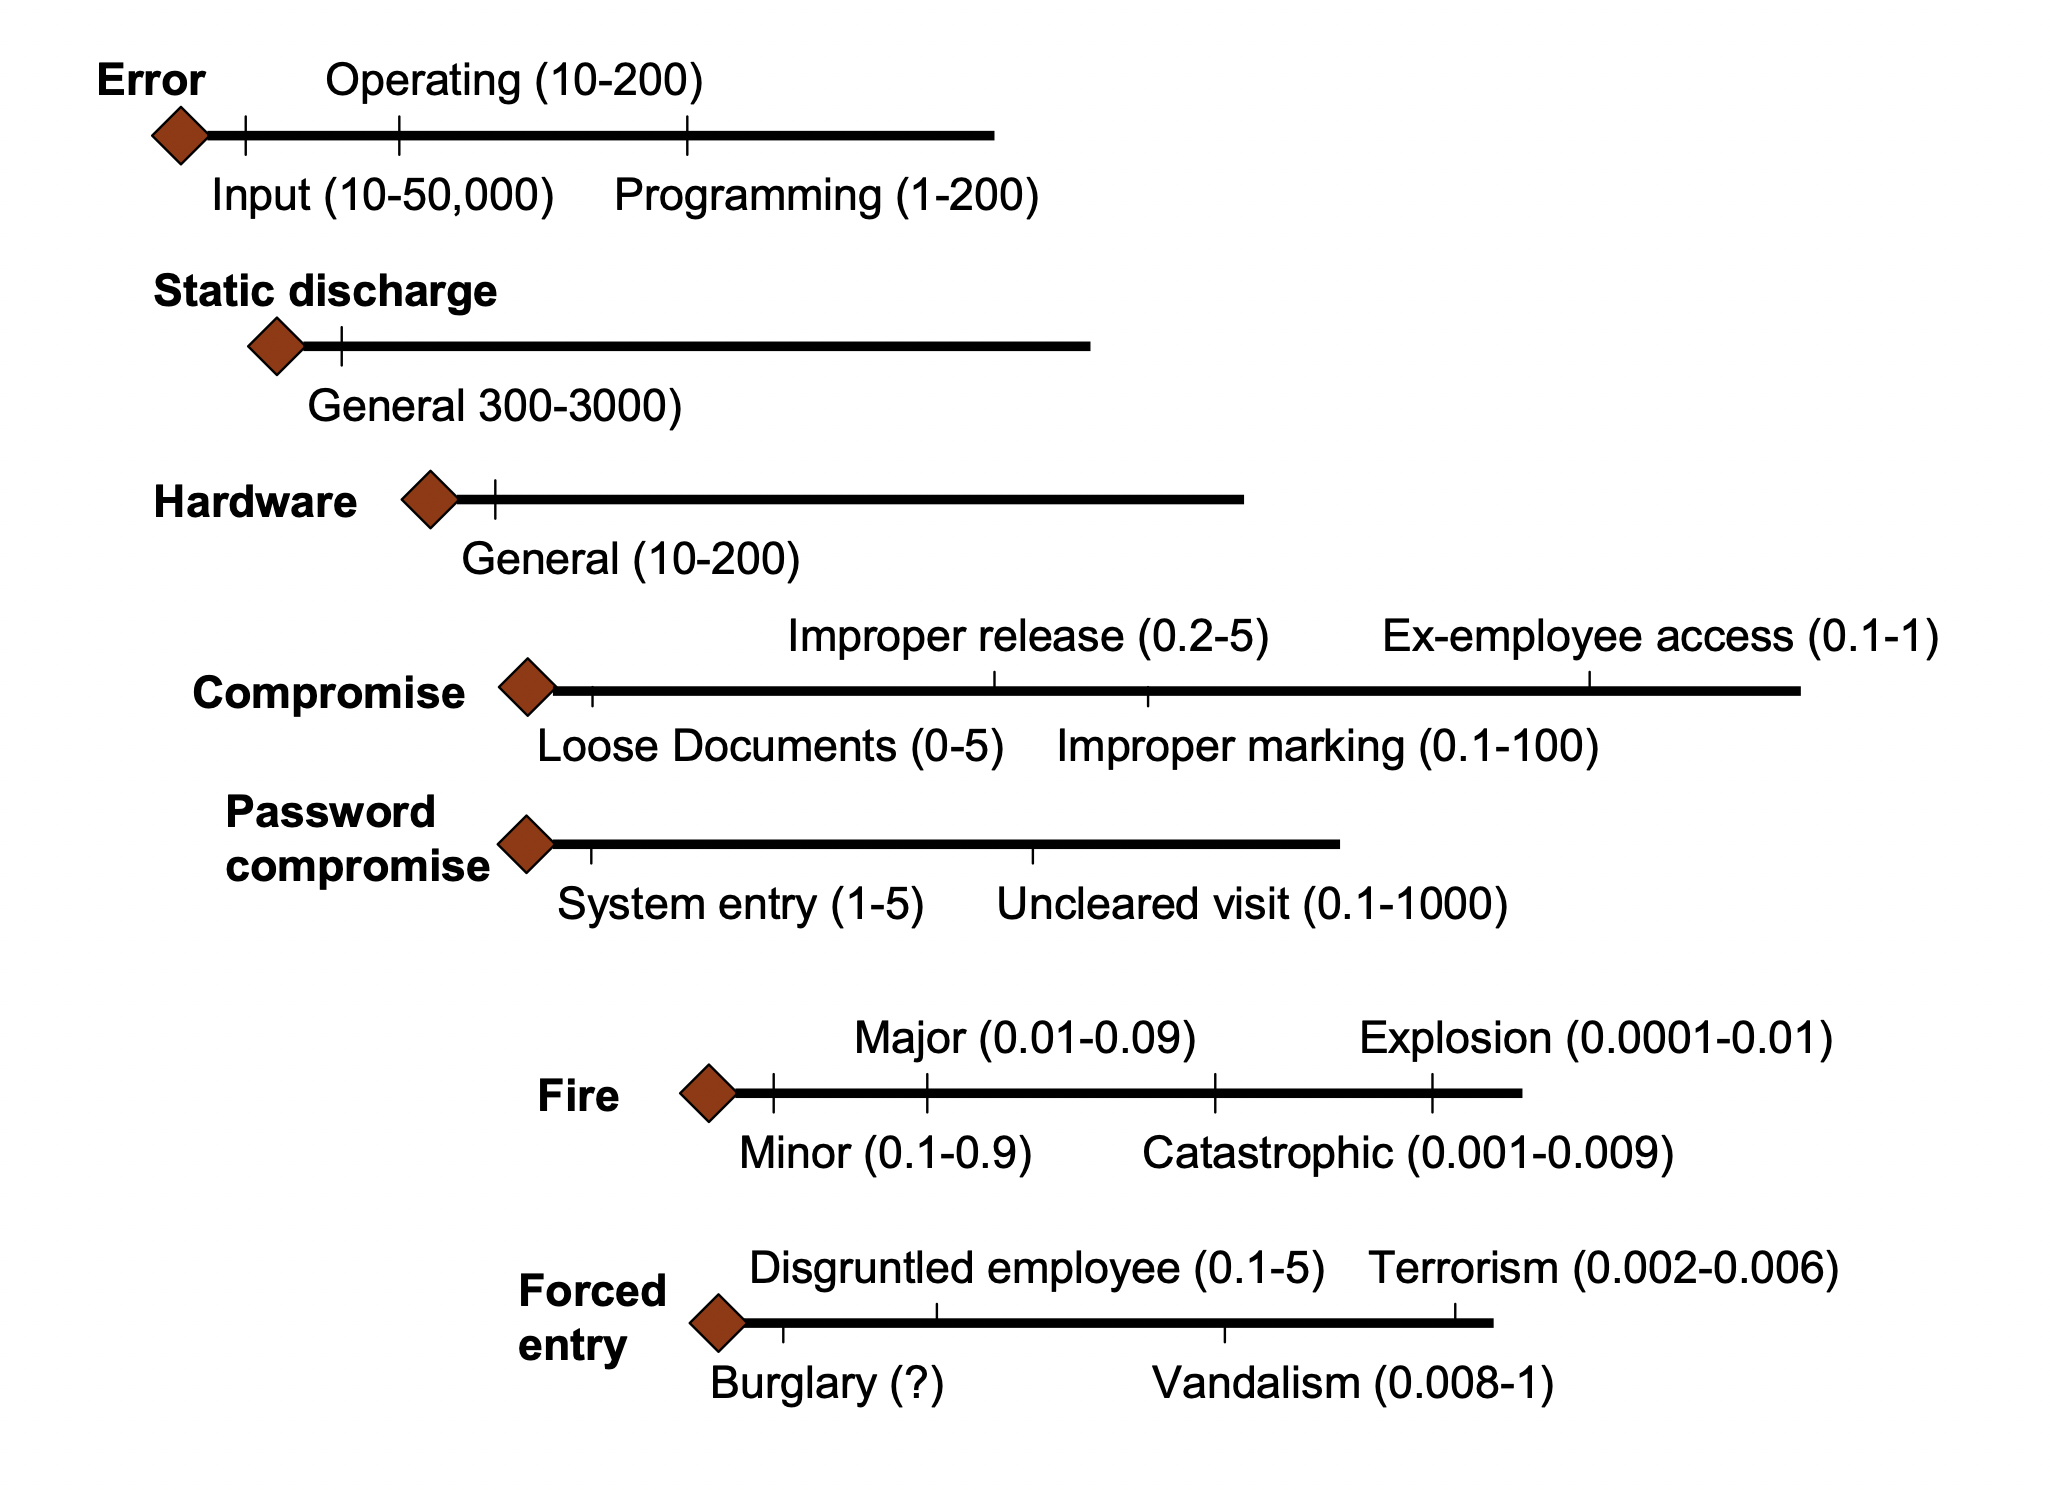 Error
Operating (10-200)
Input (10-50,000)
Programming (1-200)
Static discharge
General 300-3000)
Hardware
General (10-200)
Improper release (0.2-5)
Ex-employee access (0.1-1)
Compromise
Loose Documents (0-5)
Improper marking (0.1-100)
Password
compromise
System entry (1-5)
Uncleared visit (0.1-1000)
Major (0.01-0.09)
Explosion (0.0001-0.01)
Fire
Minor (0.1-0.9)
Catastrophic (0.001-0.009)
Disgruntled employee (0.1-5)
Terrorism (0.002-0.006)
Forced
entry
Burglary (?)
Vandalism (0.008-1)